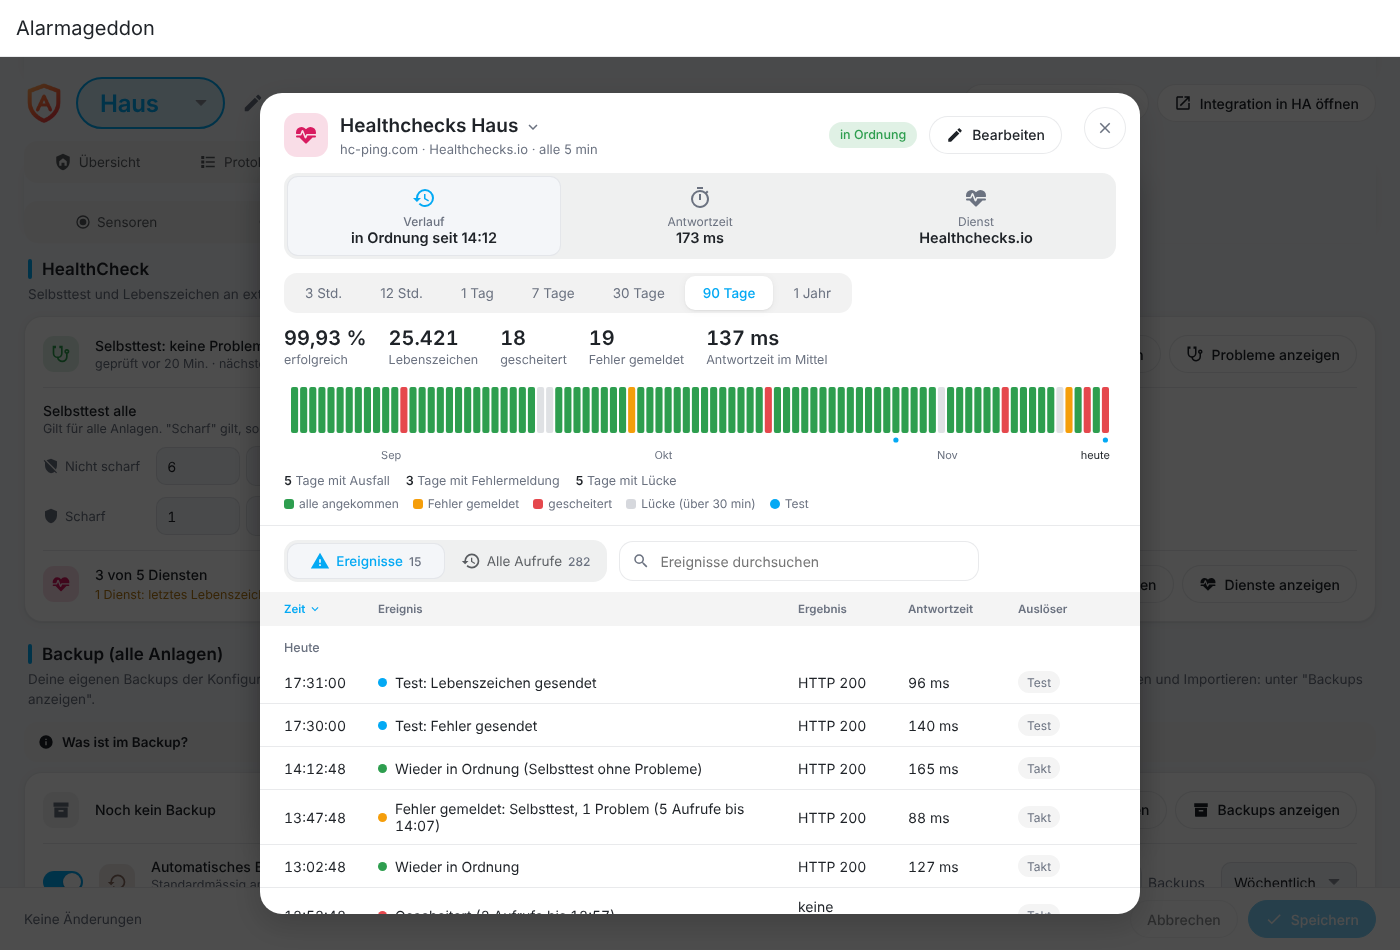 Alarmageddon
Haus
Integration in HA öffnen
Übersicht
Sensoren
HealthCheck
Selbsttest und Lebenszeichen an
Selbsttest: keine
geprüft vor 20 Min. ·
Probleme anzeigen
Selbsttest alle
Gilt für alle Anlagen. "Scharf" gilt,
Nicht scharf
6
Scharf
1
3 von 5 Diensten
1 Dienst: letztes
Dienste anzeigen
Backup (alle Anlagen)
Deine eigenen Backups der
und Importieren: unter "Backups
anzeigen".
Was ist im Backup?
Noch kein Backup
Backups anzeigen
Automatisches
Standardmässig
Backups
Wöchentlich
Keine Änderungen
Abbrechen
Speichern
Healthchecks Haus
hc-ping.com · Healthchecks.io · alle 5 min
in Ordnung
Bearbeiten
Verlauf
in Ordnung seit 14:12
Antwortzeit
173 ms
Dienst
Healthchecks.io
3 Std.
12 Std.
1 Tag
7 Tage
30 Tage
90 Tage
1 Jahr
99,93 %
erfolgreich
25.421
Lebenszeichen
18
gescheitert
19
Fehler gemeldet
137 ms
Antwortzeit im Mittel
Sep
Okt
Nov
heute
5 Tage mit Ausfall 3 Tage mit Fehlermeldung 5 Tage mit Lücke
alle angekommen Fehler gemeldet gescheitert Lücke (über 30 min) Test
Ereignisse 15
Alle Aufrufe 282
Ereignisse durchsuchen
Zeit Ereignis Ergebnis Antwortzeit Auslöser
Heute
17:31:00 Test: Lebenszeichen gesendet HTTP 200 96 ms Test
17:30:00 Test: Fehler gesendet HTTP 200 140 ms Test
14:12:48 Wieder in Ordnung (Selbsttest ohne Probleme) HTTP 200 165 ms Takt
13:47:48 Fehler gemeldet: Selbsttest, 1 Problem (5 Aufrufe bis
14:07) HTTP 200 88 ms Takt
13:02:48 Wieder in Ordnung HTTP 200 127 ms Takt
keine